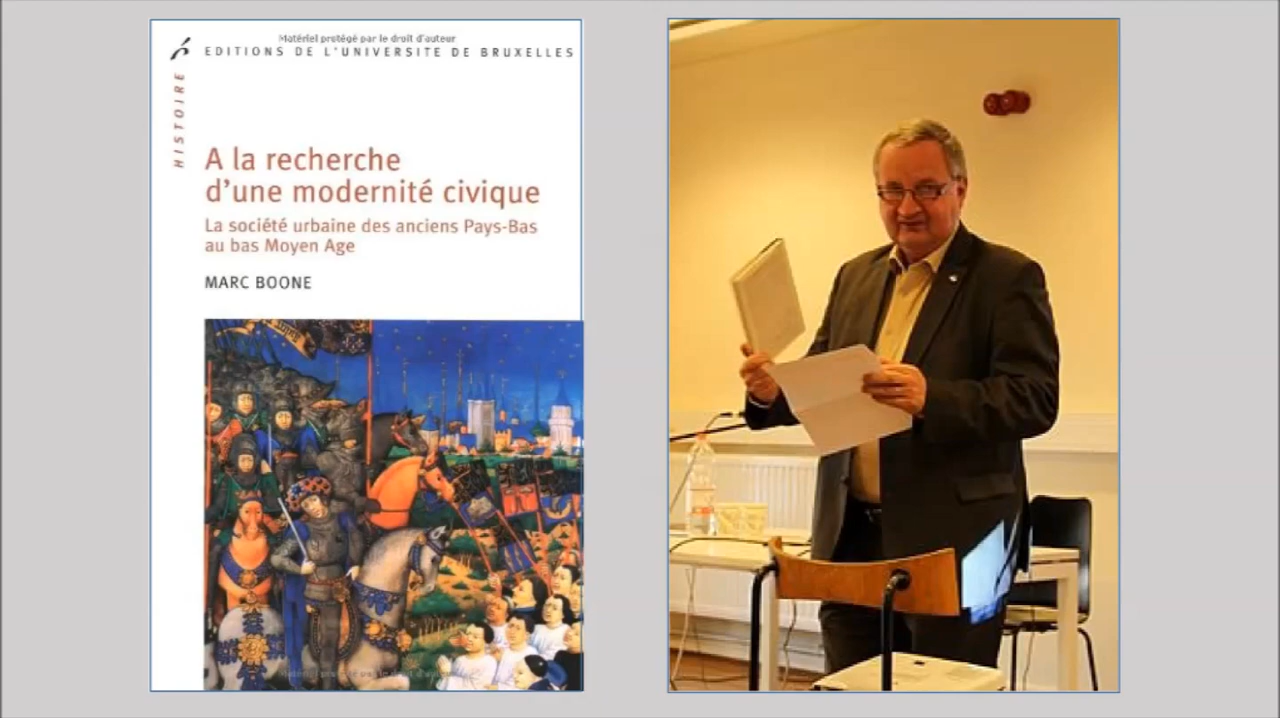 Matériel protégé par le droit d'auteur
EDITIONS DE L'UNIVERSITE DE BRUXELLES
HISTOIRE
A la recherche
d'une modernité civique
La société urbaine des anciens Pays-Bas
au bas Moyen Age
MARC BOONE